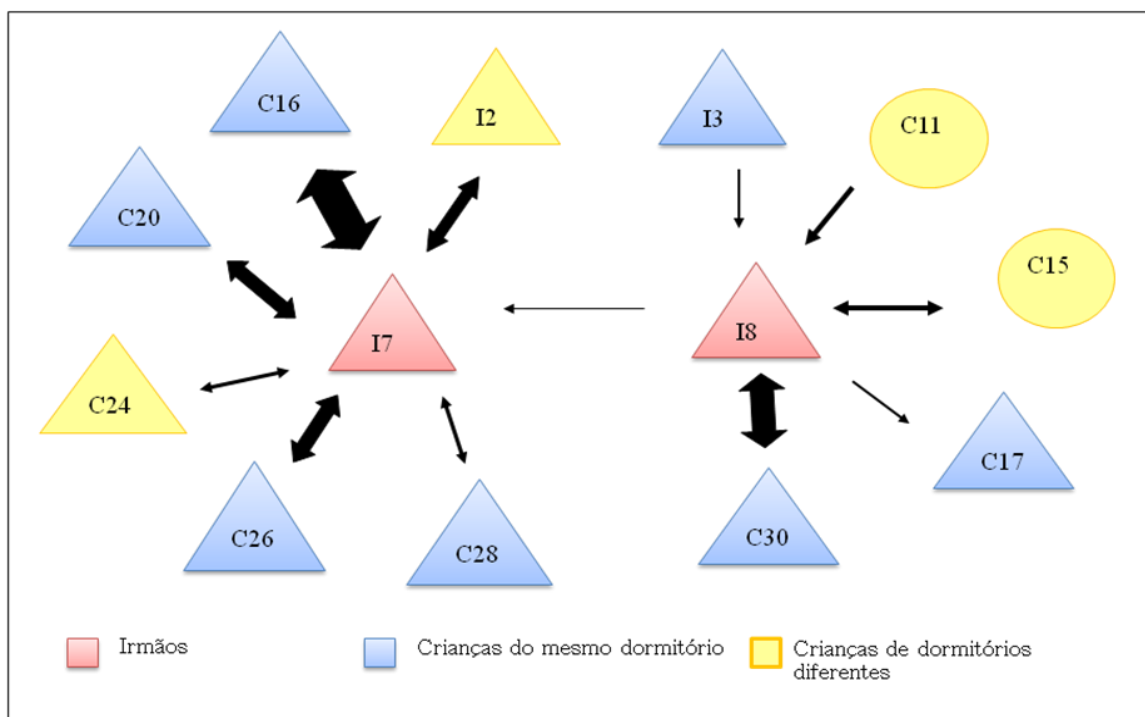 C16
I2
I3
C11
C20
C15
I7
I8
C24
C17
C26
C28
C30
Irmãos
Crianças do mesmo dormitório
Crianças de dormitórios
diferentes